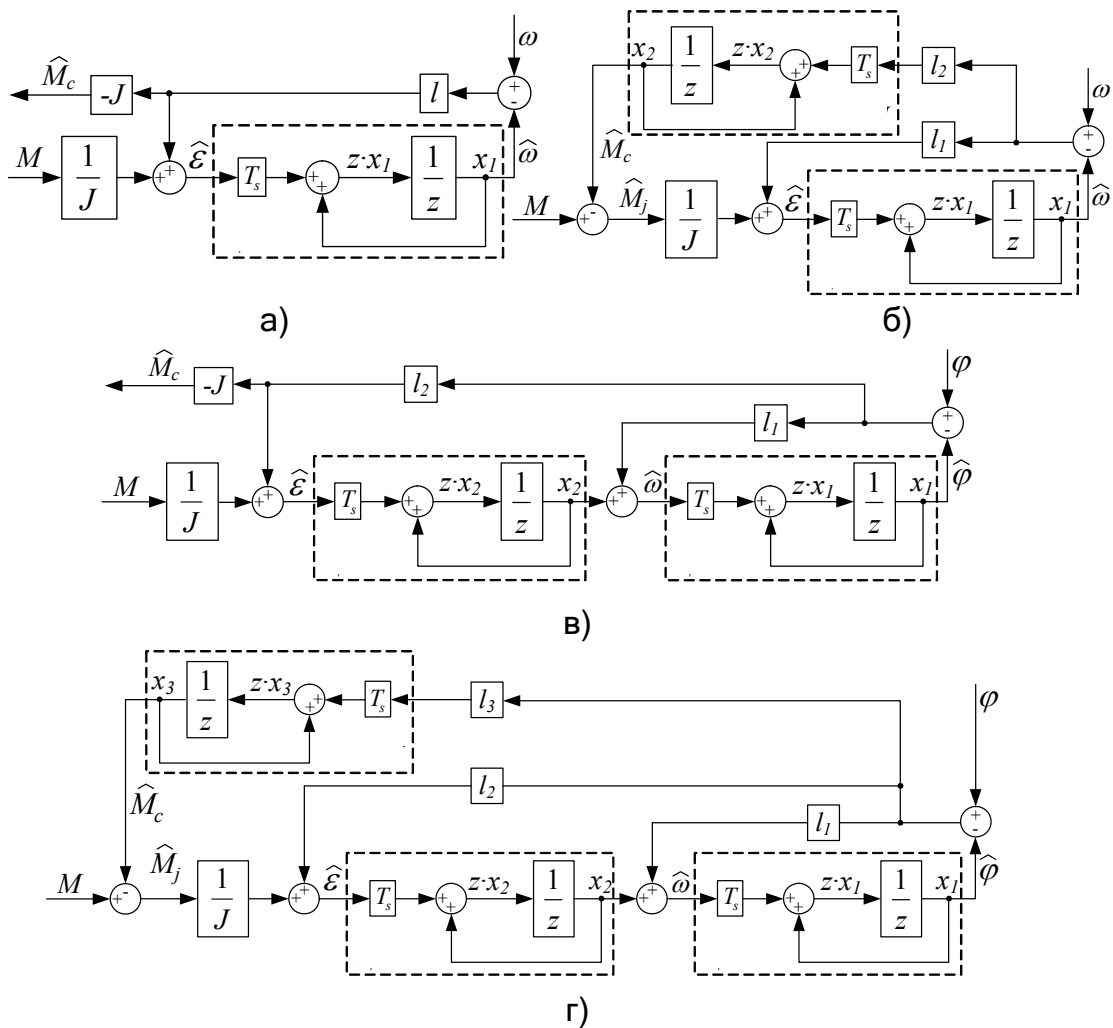 ω
M̂c -J l + -
M 1/J + + ε̂ Ts + + z·x1 1/z x1 ω̂
а)
x2 1/z z·x2 + + Ts l2
ω
M̂c l1 + -
M + - M̂j 1/J + + ε̂ Ts + + z·x1 1/z x1 ω̂
б)
M̂c -J l2 φ
l1 + -
M 1/J + + ε̂ Ts + + z·x2 1/z x2 + + ω̂ Ts + + z·x1 1/z x1 φ̂
в)
x3 1/z z·x3 + + Ts l3 φ
M̂c l2 l1 + -
M + - M̂j 1/J + + ε̂ Ts + + z·x2 1/z x2 + + ω̂ Ts + + z·x1 1/z x1 φ̂
г)